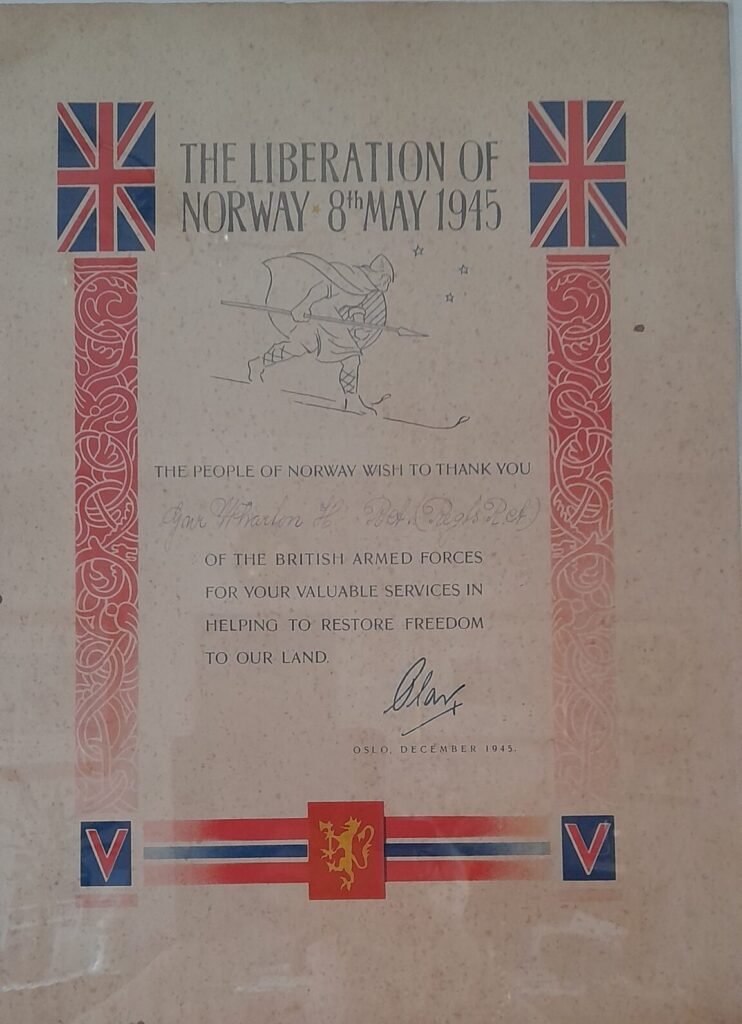 THE LIBERATION OF
NORWAY · 8th MAY 1945
THE PEOPLE OF NORWAY WISH TO THANK YOU
Wharton H.
OF THE BRITISH ARMED FORCES
FOR YOUR VALUABLE SERVICES IN
HELPING TO RESTORE FREEDOM
TO OUR LAND.
Olav
OSLO, DECEMBER 1945.
V V